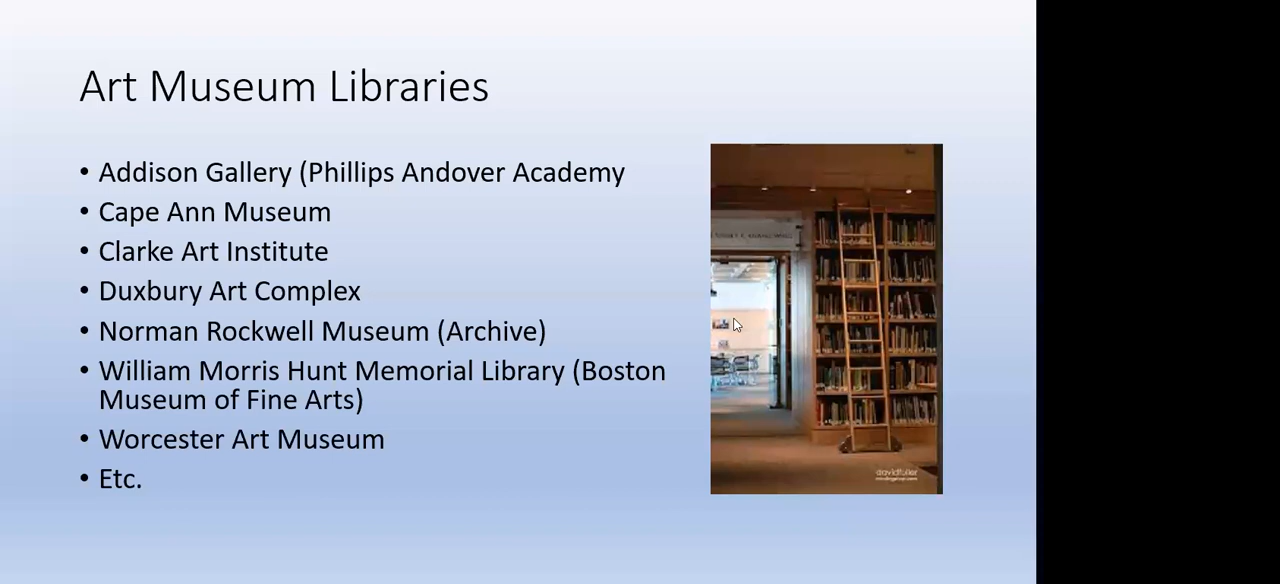 Art Museum Libraries
• Addison Gallery (Phillips Andover Academy
• Cape Ann Museum
• Clarke Art Institute
• Duxbury Art Complex
• Norman Rockwell Museum (Archive)
• William Morris Hunt Memorial Library (Boston
Museum of Fine Arts)
• Worcester Art Museum
• Etc.
davidfuller